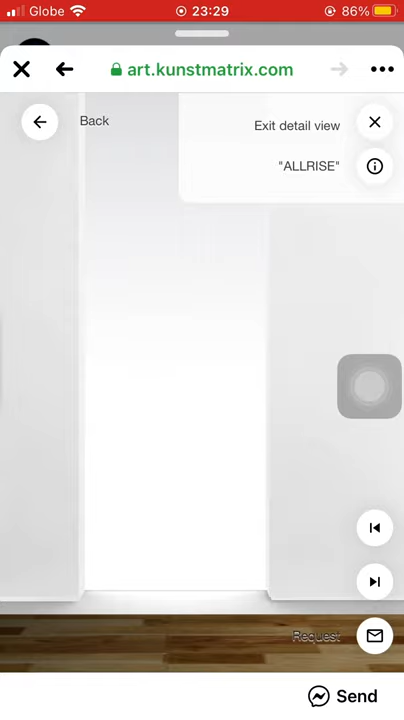 Globe
23:29
86%
art.kunstmatrix.com
Back
Exit detail view
"ALLRISE"
Request
Send